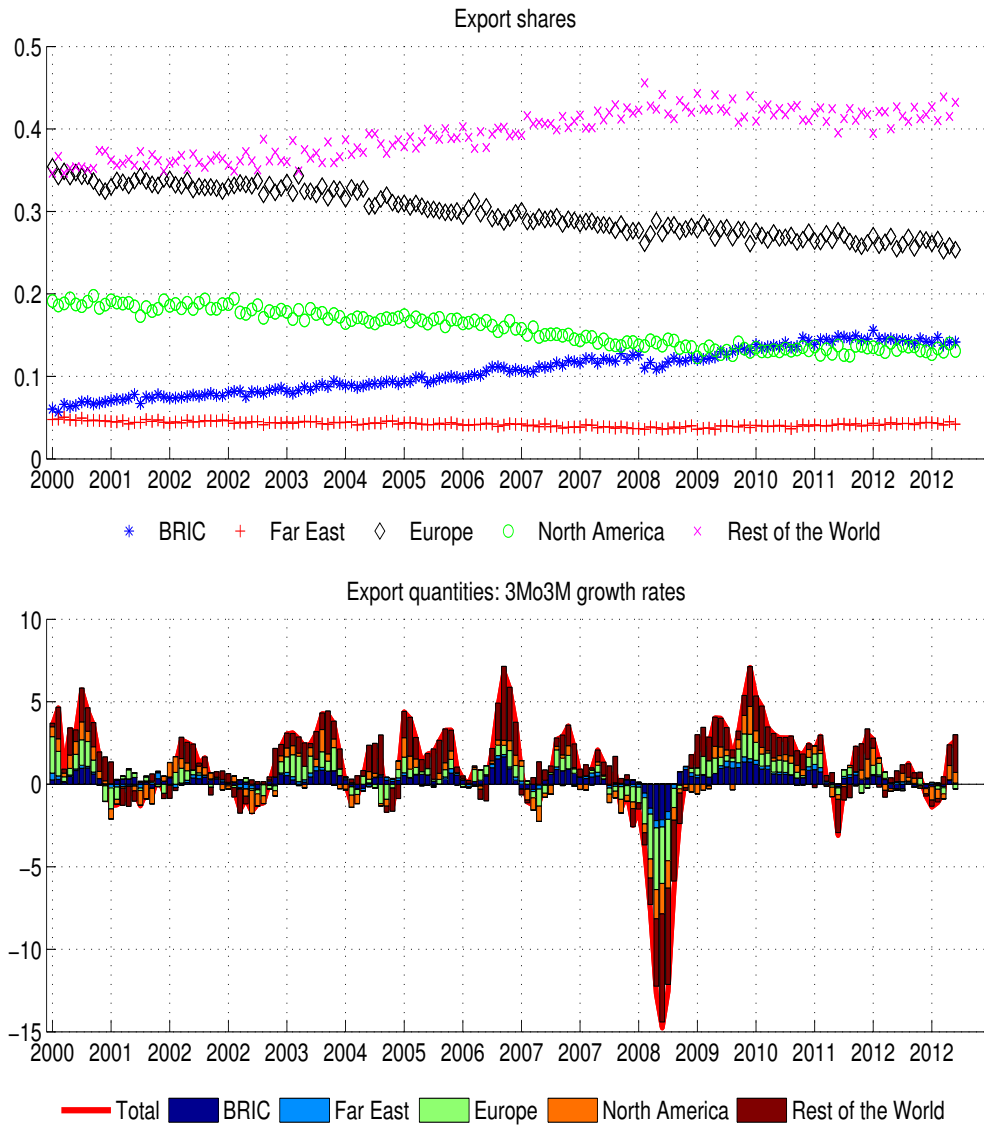 Export shares
0.5
0.4
0.3
0.2
0.1
0
2000 2001 2002 2002 2003 2004 2005 2006 2007 2007 2008 2009 2010 2011 2012 2012
BRIC Far East Europe North America Rest of the World
Export quantities: 3Mo3M growth rates
10
5
0
−5
−10
−15
2000 2001 2002 2002 2003 2004 2005 2006 2007 2007 2008 2009 2010 2011 2012 2012
Total BRIC Far East Europe North America Rest of the World